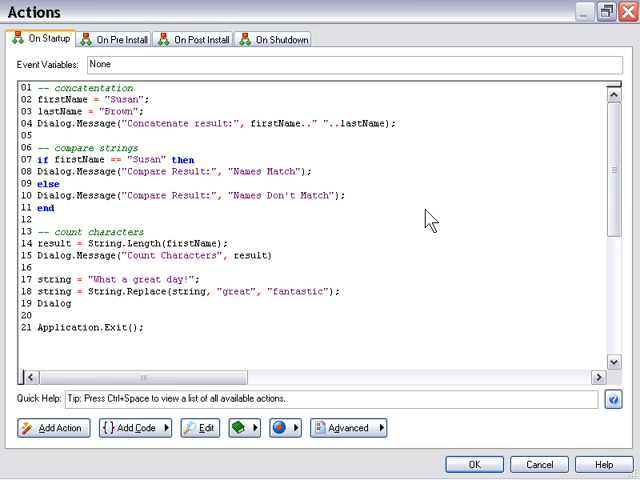 Actions
On Startup On Pre Install On Post Install On Shutdown
Event Variables: None
01 -- concatentation
02 firstName = "Susan";
03 lastName = "Brown";
04 Dialog.Message("Concatenate result:", firstName.." "..lastName);
05
06 -- compare strings
07 if firstName == "Susan" then
08 Dialog.Message("Compare Result:", "Names Match");
09 else
10 Dialog.Message("Compare Result:", "Names Don't Match");
11 end
12
13 -- count characters
14 result = String.Length(firstName);
15 Dialog.Message("Count Characters", result)
16
17 string = "What a great day!";
18 string = String.Replace(string, "great", "fantastic");
19 Dialog
20
21 Application.Exit();
Quick Help: Tip: Press Ctrl+Space to view a list of all available actions.
Add Action Add Code Edit Advanced
OK Cancel Help